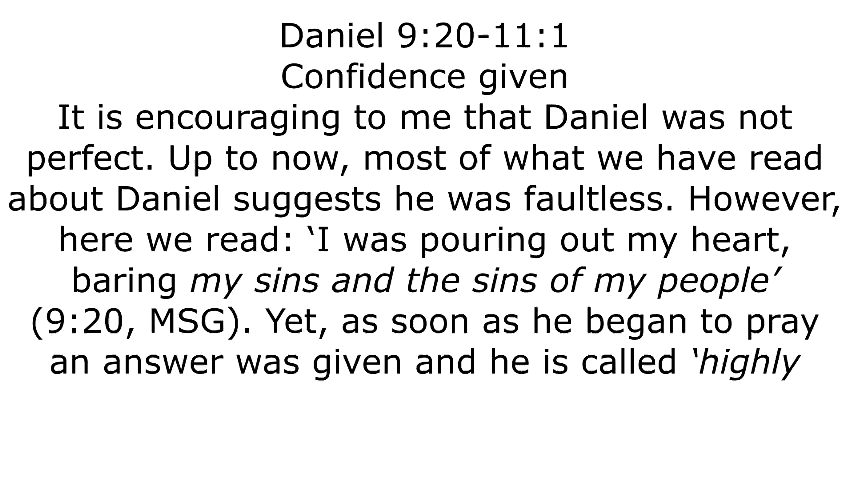 Daniel 9:20-11:1
Confidence given
It is encouraging to me that Daniel was not
perfect. Up to now, most of what we have read
about Daniel suggests he was faultless. However,
here we read: ‘I was pouring out my heart,
baring my sins and the sins of my people’
(9:20, MSG). Yet, as soon as he began to pray
an answer was given and he is called ‘highly